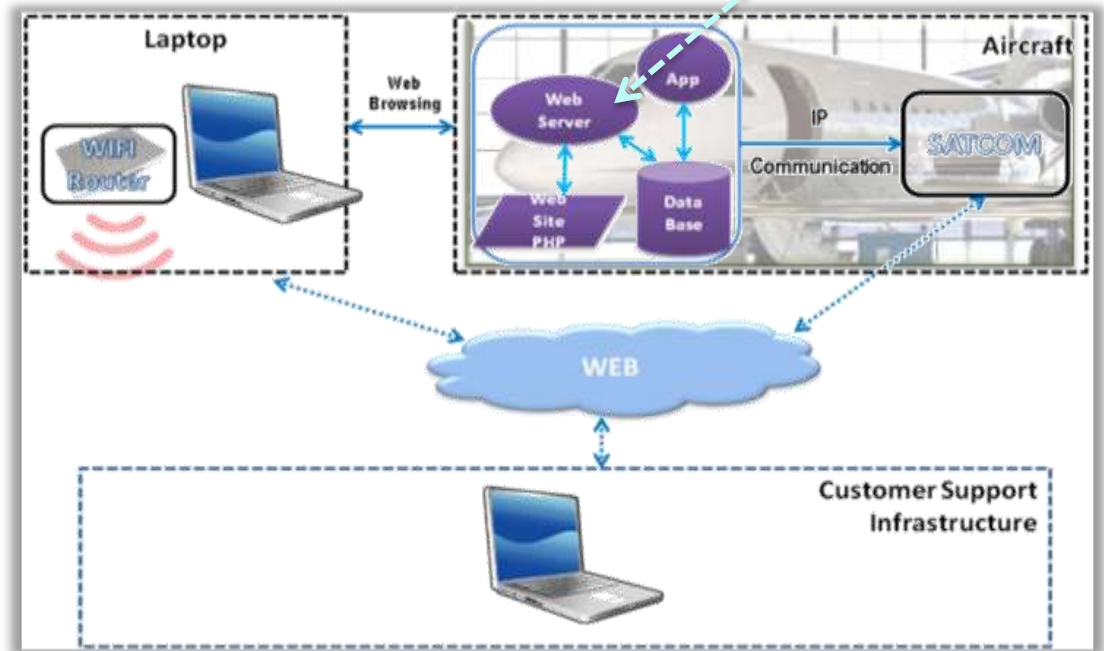 Laptop
Aircraft
Web
Browsing
WIFI
Router
Web
Server
App
Web
Site
PHP
Data
Base
IP
Communication
SATCOM
WEB
Customer Support
Infrastructure